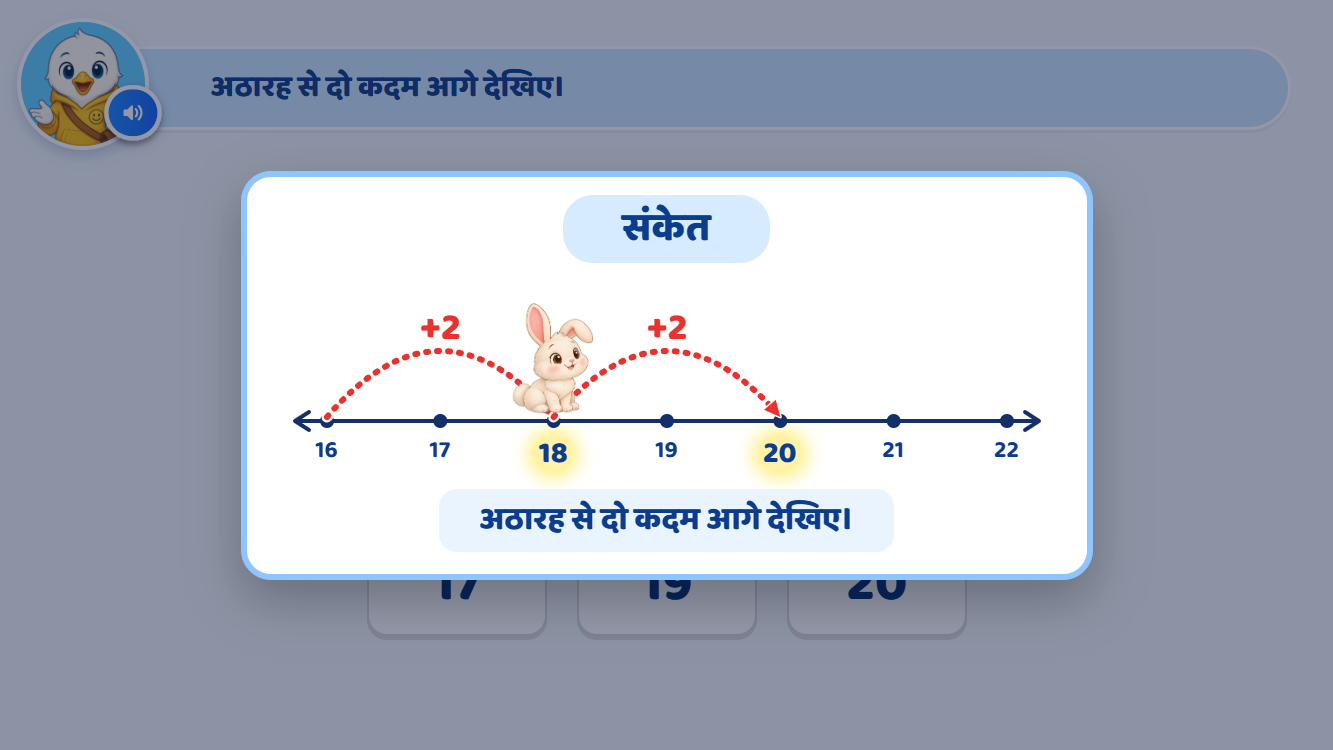 अठारह से दो कदम आगे देखिए।
संकेत
+2 +2
16 17 18 19 20 21 22
अठारह से दो कदम आगे देखिए।
17 19 20